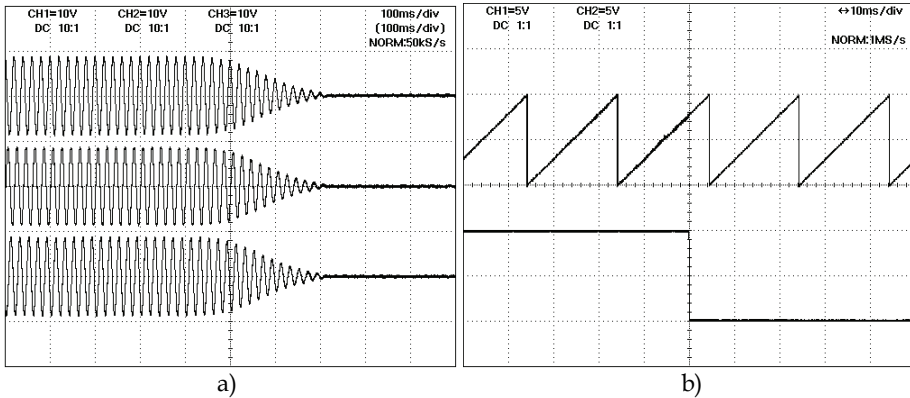 CH1=10V CH2=10V CH3=10V 100ms/div
DC 10:1 DC 10:1 DC 10:1 (100ms/div)
NORM:50kS/s
CH1=5V CH2=5V ↔10ms/div
DC 1:1 DC 1:1
NORM:1MS/s
a) b)